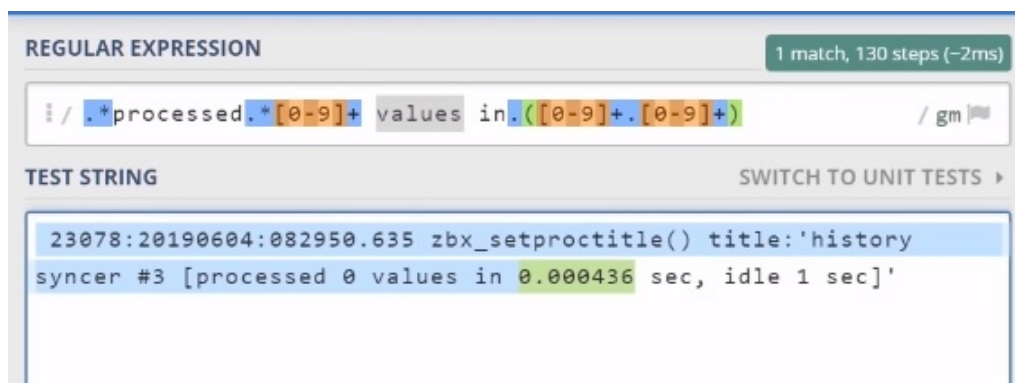 REGULAR EXPRESSION
1 match, 130 steps (~2ms)
/ .*processed.*[0-9]+ values in.([0-9]+.[0-9]+) / gm
TEST STRING
SWITCH TO UNIT TESTS
23078:20190604:082950.635 zbx_setproctitle() title:'history
syncer #3 [processed 0 values in 0.000436 sec, idle 1 sec]'